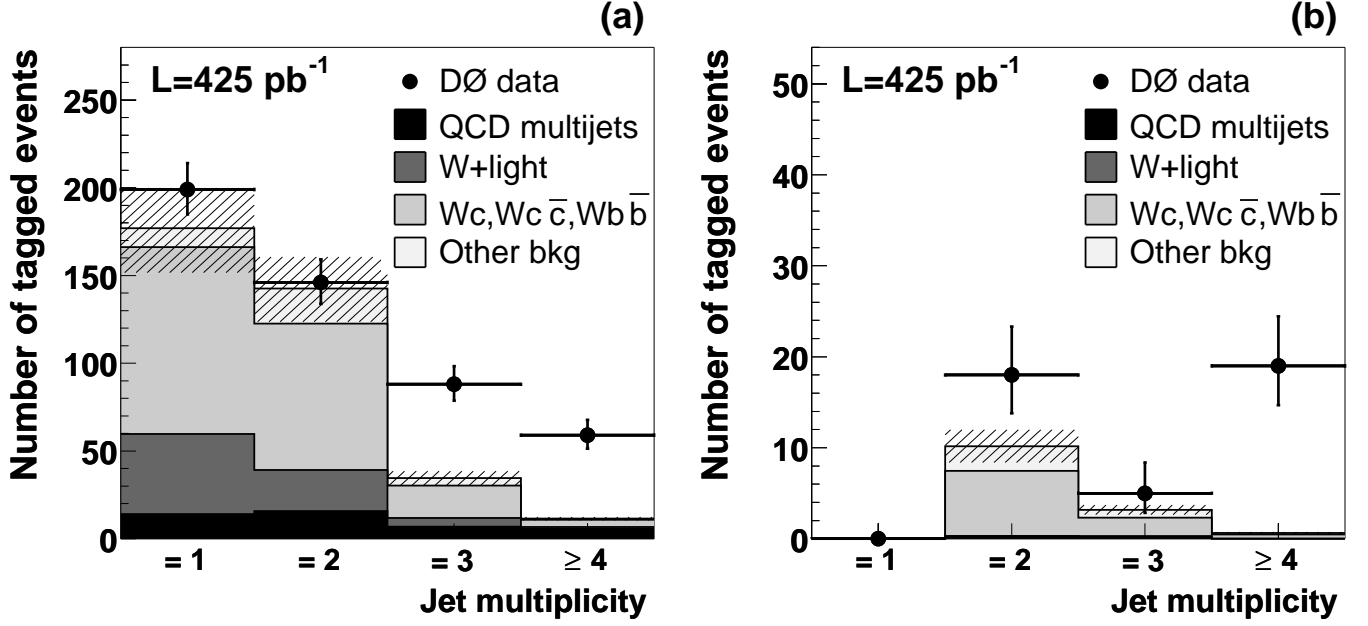 (a)
L=425 pb⁻¹
DØ data
QCD multijets
W+light
Wc,Wc c̅,Wb b̅
Other bkg
Number of tagged events
250
200
150
100
50
0
= 1
= 2
= 3
≥ 4
Jet multiplicity
(b)
L=425 pb⁻¹
DØ data
QCD multijets
W+light
Wc,Wc c̅,Wb b̅
Other bkg
Number of tagged events
50
40
30
20
10
0
= 1
= 2
= 3
≥ 4
Jet multiplicity